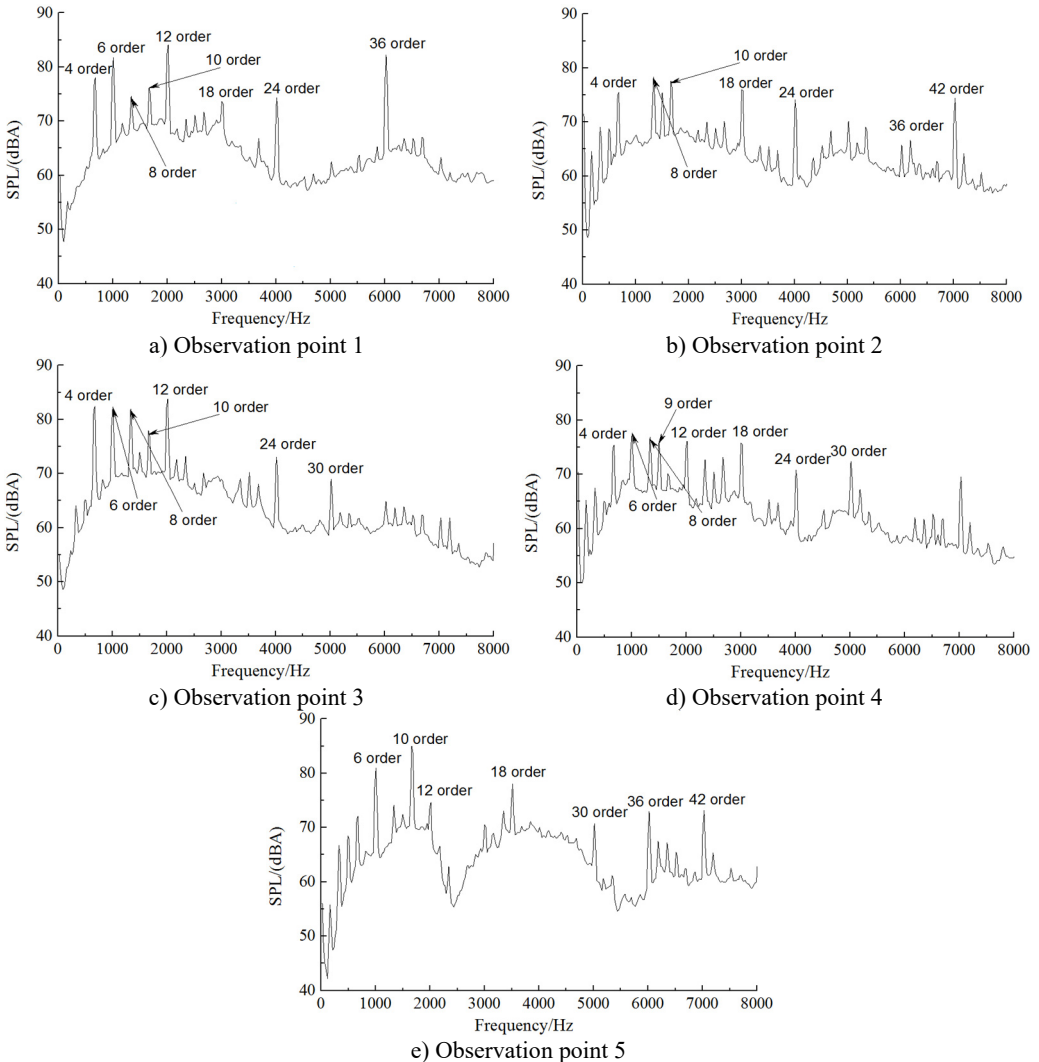 90
80
70
60
50
40
SPL/(dBA)
4 order
6 order
12 order
10 order
8 order
18 order
24 order
36 order
0 1000 2000 3000 4000 5000 6000 7000 8000
Frequency/Hz
a) Observation point 1
90
80
70
60
50
40
SPL/(dBA)
4 order
10 order
8 order
18 order
24 order
36 order
42 order
0 1000 2000 3000 4000 5000 6000 7000 8000
Frequency/Hz
b) Observation point 2
90
80
70
60
50
40
SPL/(dBA)
4 order
12 order
10 order
6 order
8 order
24 order
30 order
0 1000 2000 3000 4000 5000 6000 7000 8000
Frequency/Hz
c) Observation point 3
90
80
70
60
50
40
SPL/(dBA)
4 order
9 order
12 order
18 order
6 order
8 order
24 order
30 order
0 1000 2000 3000 4000 5000 6000 7000 8000
Frequency/Hz
d) Observation point 4
90
80
70
60
50
40
SPL/(dBA)
6 order
10 order
12 order
18 order
30 order
36 order
42 order
0 1000 2000 3000 4000 5000 6000 7000 8000
Frequency/Hz
e) Observation point 5